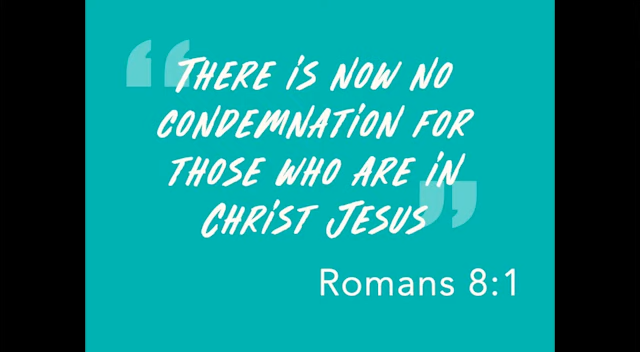 “There is now no
condemnation for
those who are in
Christ Jesus”
Romans 8:1